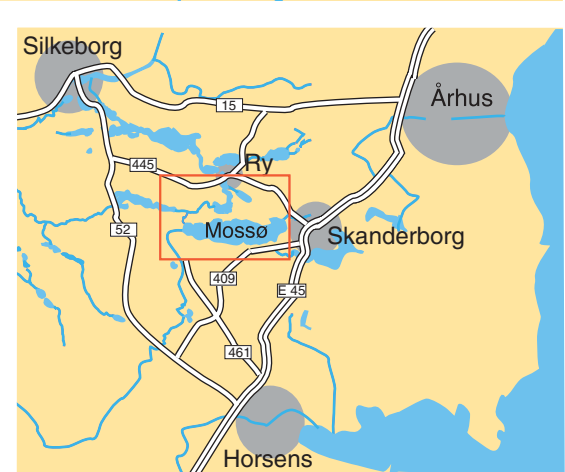 Silkeborg
Århus
15
445
Ry
Mossø
Skanderborg
52
409
E 45
461
Horsens